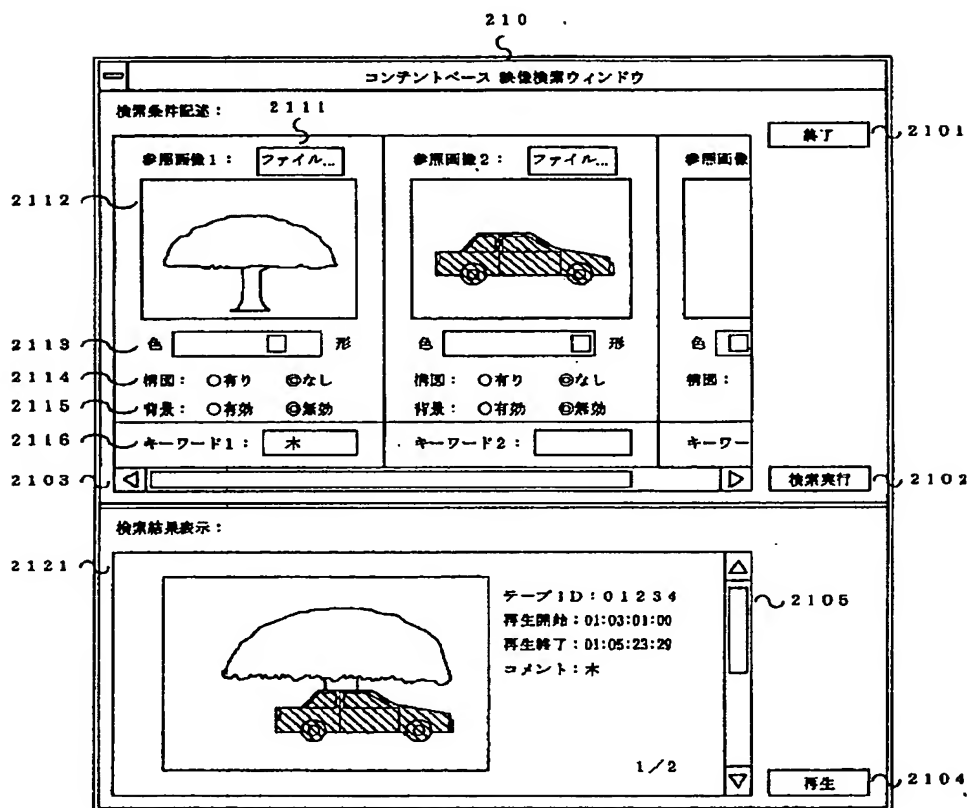 210
コンテントベース 映像検索ウィンドウ
検索条件記述：
2111
終了
2101
参照画像1：
ファイル...
参照画像2：
ファイル...
参照画像
2112
2113
色
形
色
形
色
2114
構図： ○有り ◎なし
構図： ○有り ◎なし
構図：
2115
背景： ○有効 ◎無効
背景： ○有効 ◎無効
2116
キーワード1： 木
キーワード2：
キーワー
2103
検索実行
2102
検索結果表示：
2121
テープID：01234
再生開始：01:03:01:00
再生終了：01:05:23:29
コメント：木
2105
1／2
再生
2104